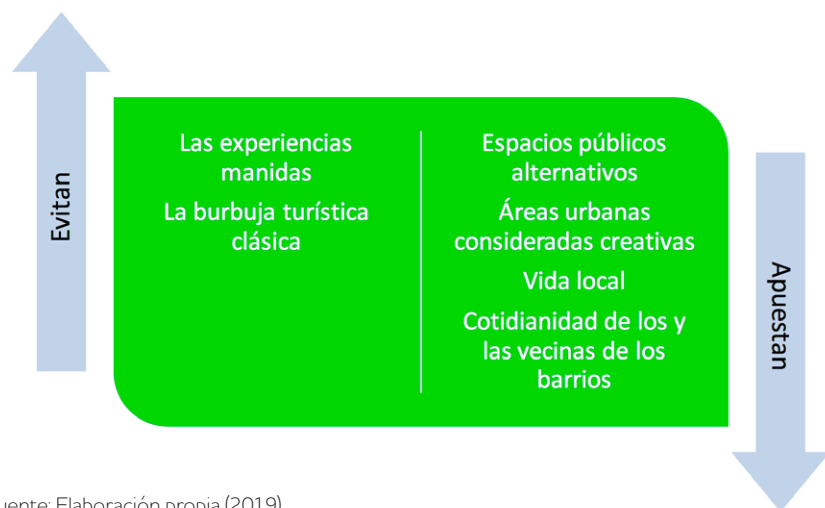 Evitan
Las experiencias
manidas
La burbuja turística
clásica
Espacios públicos
alternativos
Áreas urbanas
consideradas creativas
Vida local
Cotidianidad de los y
las vecinas de los
barrios
Apuestan
uente: Elaboración propia (2019)